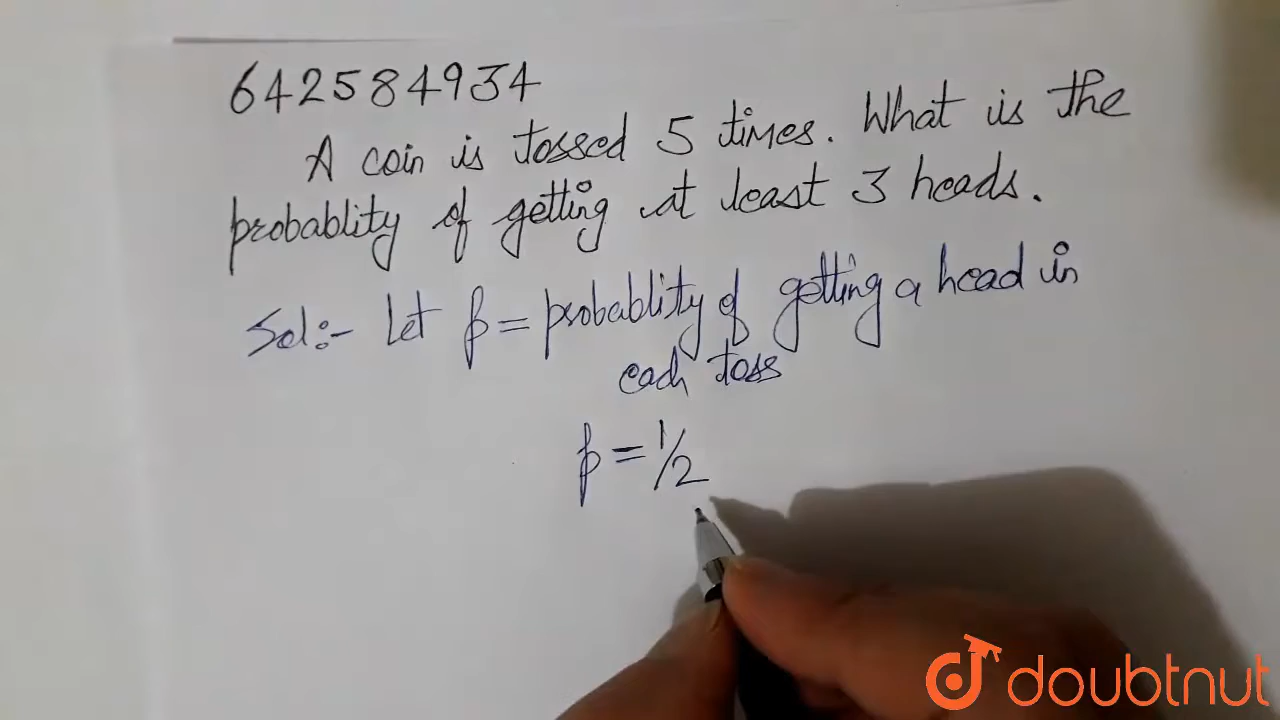 642584934
A coin is tossed 5 times. What is the
probablity of getting at least 3 heads.
Sol:- Let p = probablity of getting a head in
each toss
p = 1/2
doubtnut